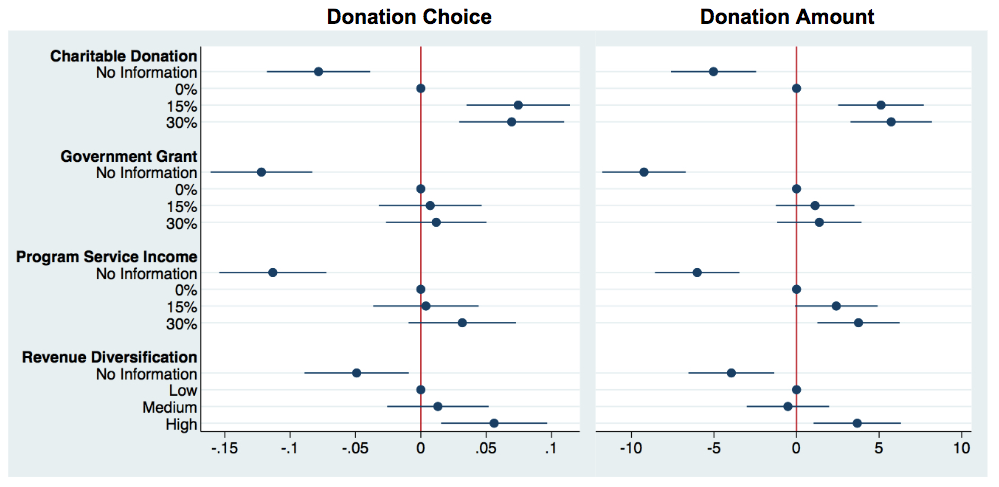 Donation Choice Donation Amount
Charitable Donation
No Information
0%
15%
30%
Government Grant
No Information
0%
15%
30%
Program Service Income
No Information
0%
15%
30%
Revenue Diversification
No Information
Low
Medium
High
-.15 -.1 -.05 0 .05 .1 -10 -5 0 5 10